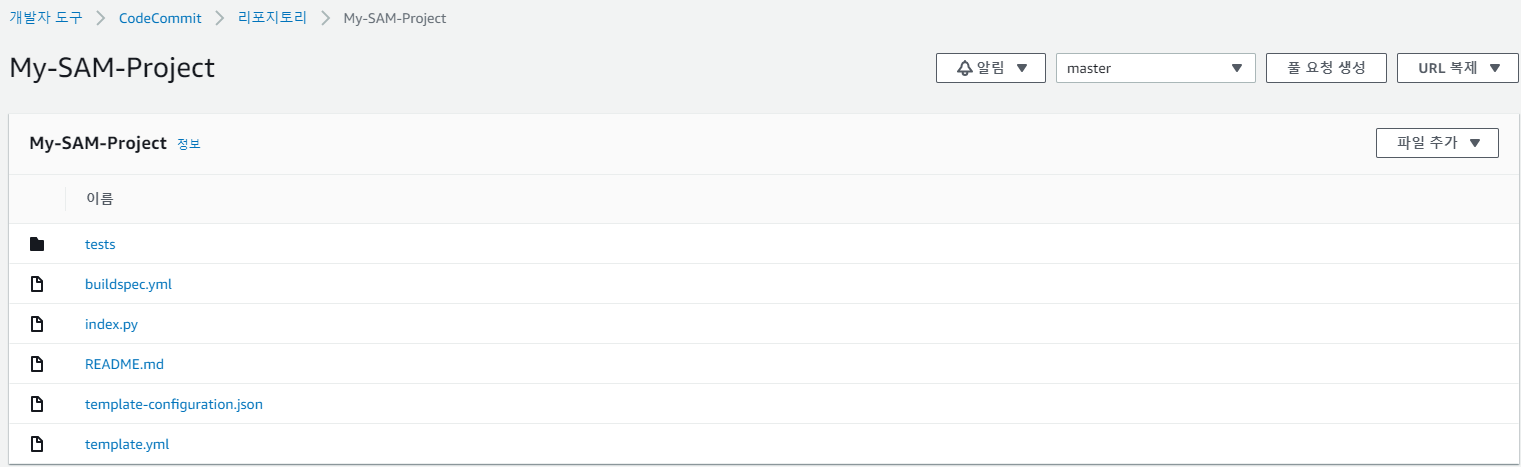 개발자 도구 > CodeCommit > 리포지토리 > My-SAM-Project
My-SAM-Project
알림 ▼ master ▼ 풀 요청 생성 URL 복제 ▼
My-SAM-Project 정보
파일 추가 ▼
이름
tests
buildspec.yml
index.py
README.md
template-configuration.json
template.yml